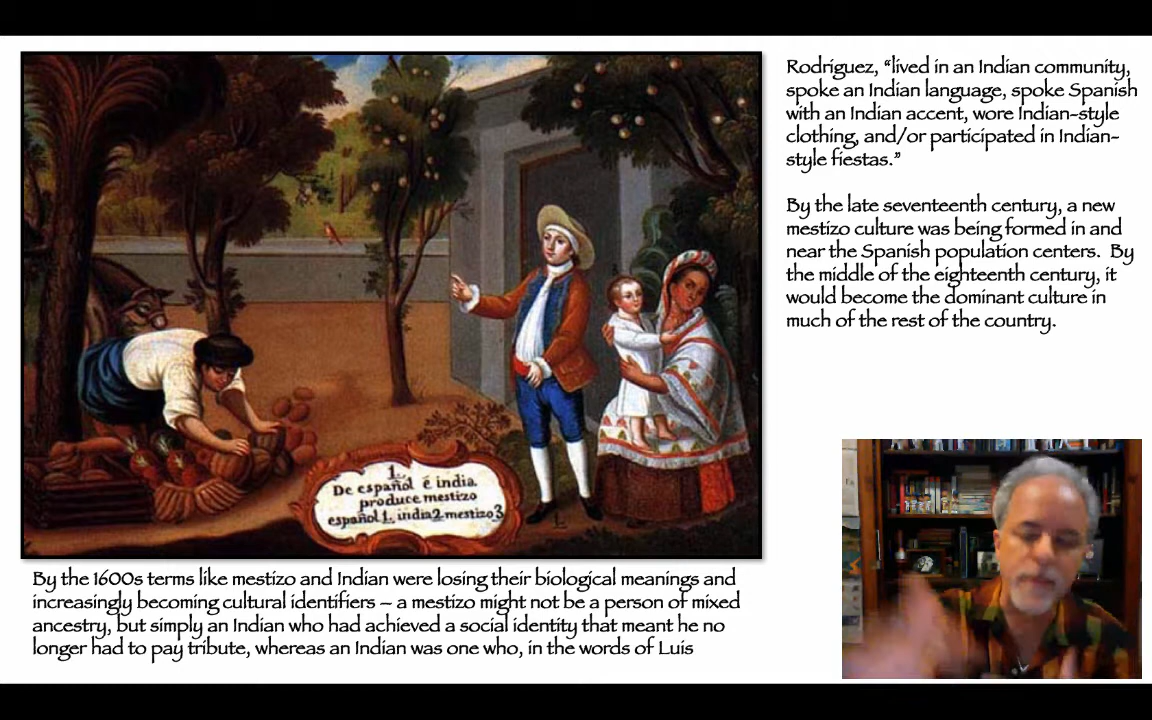 1.
De español é india
produce mestizo
español 1. india 2 mestizo 3
By the 1600s terms like mestizo and Indian were losing their biological meanings and
increasingly becoming cultural identifiers – a mestizo might not be a person of mixed
ancestry, but simply an Indian who had achieved a social identity that meant he no
longer had to pay tribute, whereas an Indian was one who, in the words of Luis
Rodriguez, “lived in an Indian community,
spoke an Indian language, spoke Spanish
with an Indian accent, wore Indian-style
clothing, and/or participated in Indian-
style fiestas.”
By the late seventeenth century, a new
mestizo culture was being formed in and
near the Spanish population centers. By
the middle of the eighteenth century, it
would become the dominant culture in
much of the rest of the country.